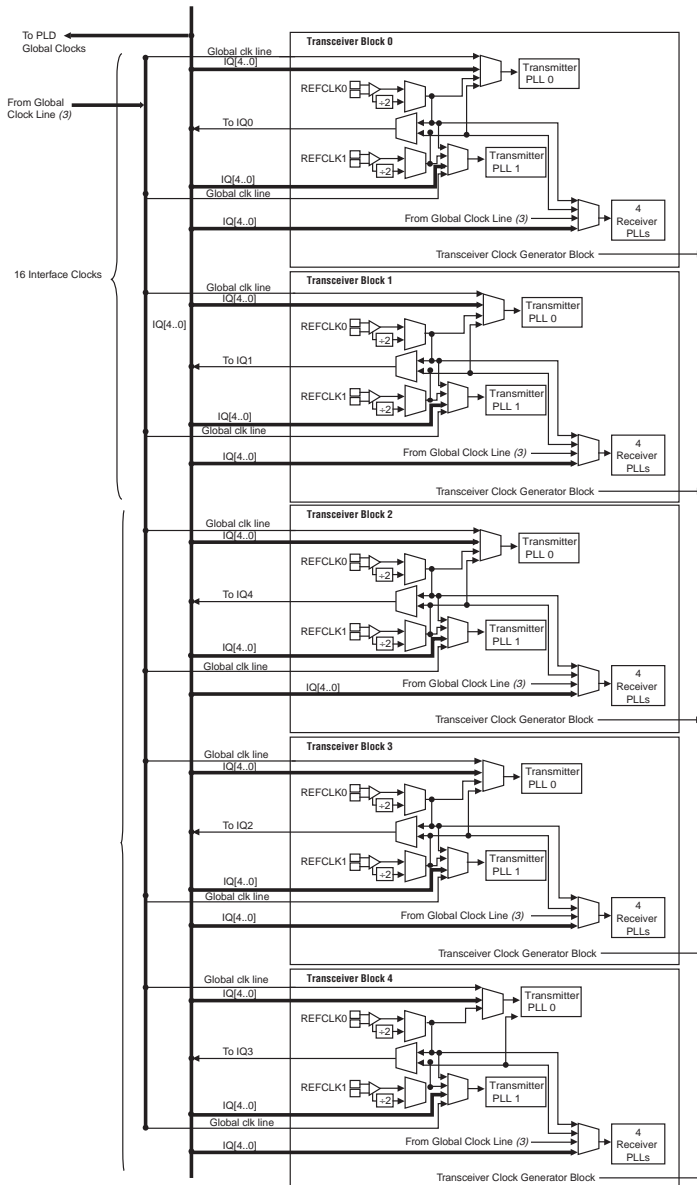 To PLD
Global Clocks
From Global
Clock Line (3)
16 Interface Clocks
IQ[4..0]
Transceiver Block 0
Global clk line
IQ[4..0]
REFCLK0
÷2
Transmitter
PLL 0
To IQ0
REFCLK1
÷2
Transmitter
PLL 1
IQ[4..0]
Global clk line
From Global Clock Line (3)
IQ[4..0]
4
Receiver
PLLs
Transceiver Clock Generator Block
Transceiver Block 1
Global clk line
IQ[4..0]
REFCLK0
÷2
Transmitter
PLL 0
To IQ1
REFCLK1
÷2
Transmitter
PLL 1
IQ[4..0]
Global clk line
From Global Clock Line (3)
IQ[4..0]
4
Receiver
PLLs
Transceiver Clock Generator Block
Transceiver Block 2
Global clk line
IQ[4..0]
REFCLK0
÷2
Transmitter
PLL 0
To IQ4
REFCLK1
÷2
Transmitter
PLL 1
IQ[4..0]
Global clk line
From Global Clock Line (3)
IQ[4..0]
4
Receiver
PLLs
Transceiver Clock Generator Block
Transceiver Block 3
Global clk line
IQ[4..0]
REFCLK0
÷2
Transmitter
PLL 0
To IQ2
REFCLK1
÷2
Transmitter
PLL 1
IQ[4..0]
Global clk line
From Global Clock Line (3)
IQ[4..0]
4
Receiver
PLLs
Transceiver Clock Generator Block
Transceiver Block 4
Global clk line
IQ[4..0]
REFCLK0
÷2
Transmitter
PLL 0
To IQ3
REFCLK1
÷2
Transmitter
PLL 1
IQ[4..0]
Global clk line
From Global Clock Line (3)
IQ[4..0]
4
Receiver
PLLs
Transceiver Clock Generator Block